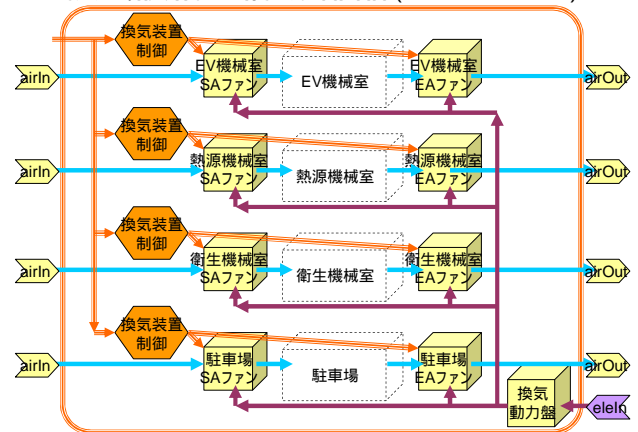 換気装置
制御
airIn
EV機械室
SAファン
EV機械室
EV機械室
EAファン
airOut
換気装置
制御
airIn
熱源機械室
SAファン
熱源機械室
熱源機械室
EAファン
airOut
換気装置
制御
airIn
衛生機械室
SAファン
衛生機械室
衛生機械室
EAファン
airOut
換気装置
制御
airIn
駐車場
SAファン
駐車場
駐車場
EAファン
airOut
換気
動力盤
eleIn